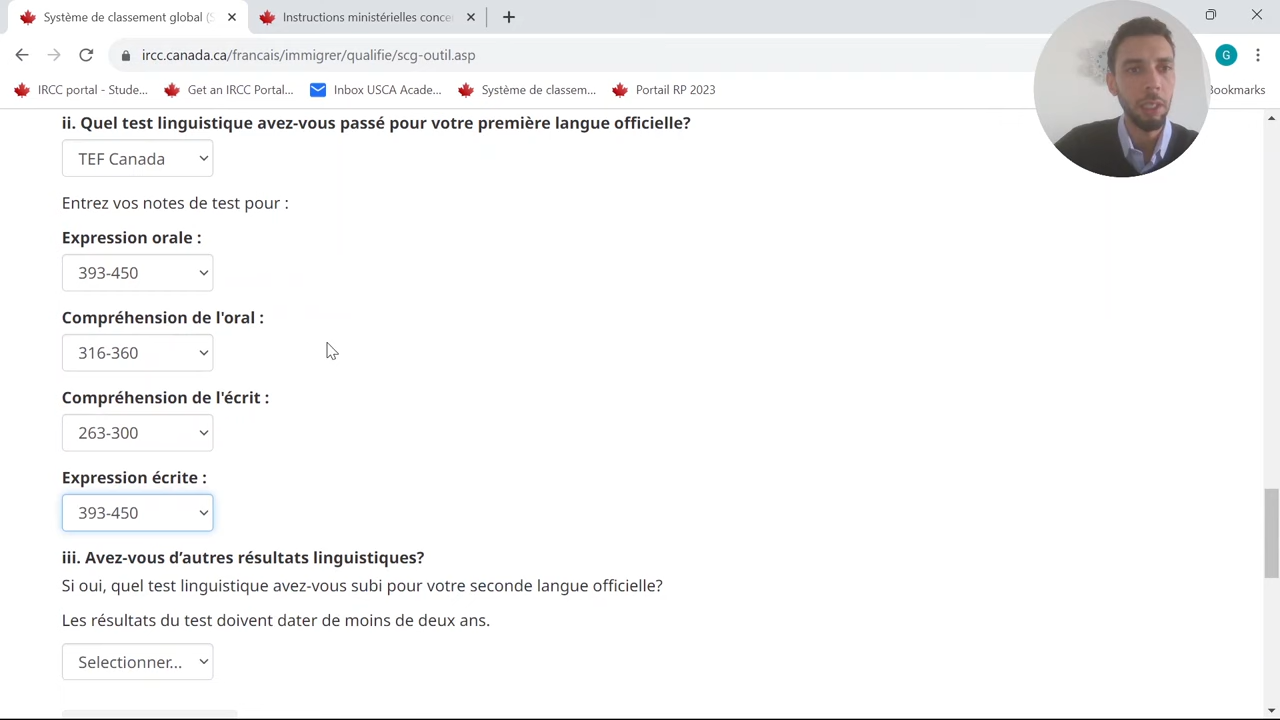 Système de classement global (S
Instructions ministérielles conce
ircc.canada.ca/francais/immigrer/qualifie/scg-outil.asp
G
IRCC portal - Stude...
Get an IRCC Portal...
Inbox USCA Acade...
Système de classem...
Portail RP 2023
Bookmarks
ii. Quel test linguistique avez-vous passé pour votre première langue officielle?
TEF Canada
Entrez vos notes de test pour :
Expression orale :
393-450
Compréhension de l'oral :
316-360
Compréhension de l'écrit :
263-300
Expression écrite :
393-450
iii. Avez-vous d’autres résultats linguistiques?
Si oui, quel test linguistique avez-vous subi pour votre seconde langue officielle?
Les résultats du test doivent dater de moins de deux ans.
Selectionner...